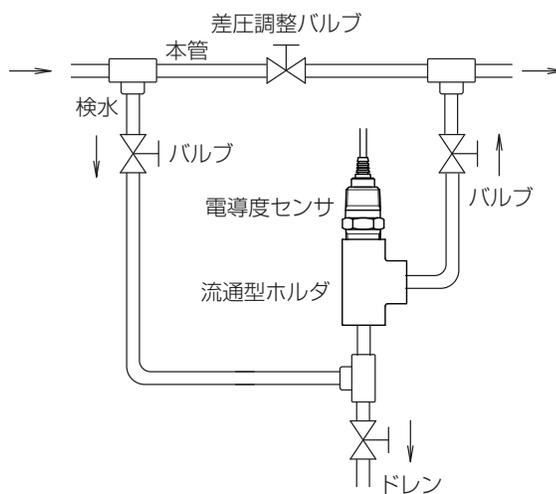 差圧調整バルブ
本管
検水
バルブ
バルブ
電導度センサ
流通型ホルダ
ドレン